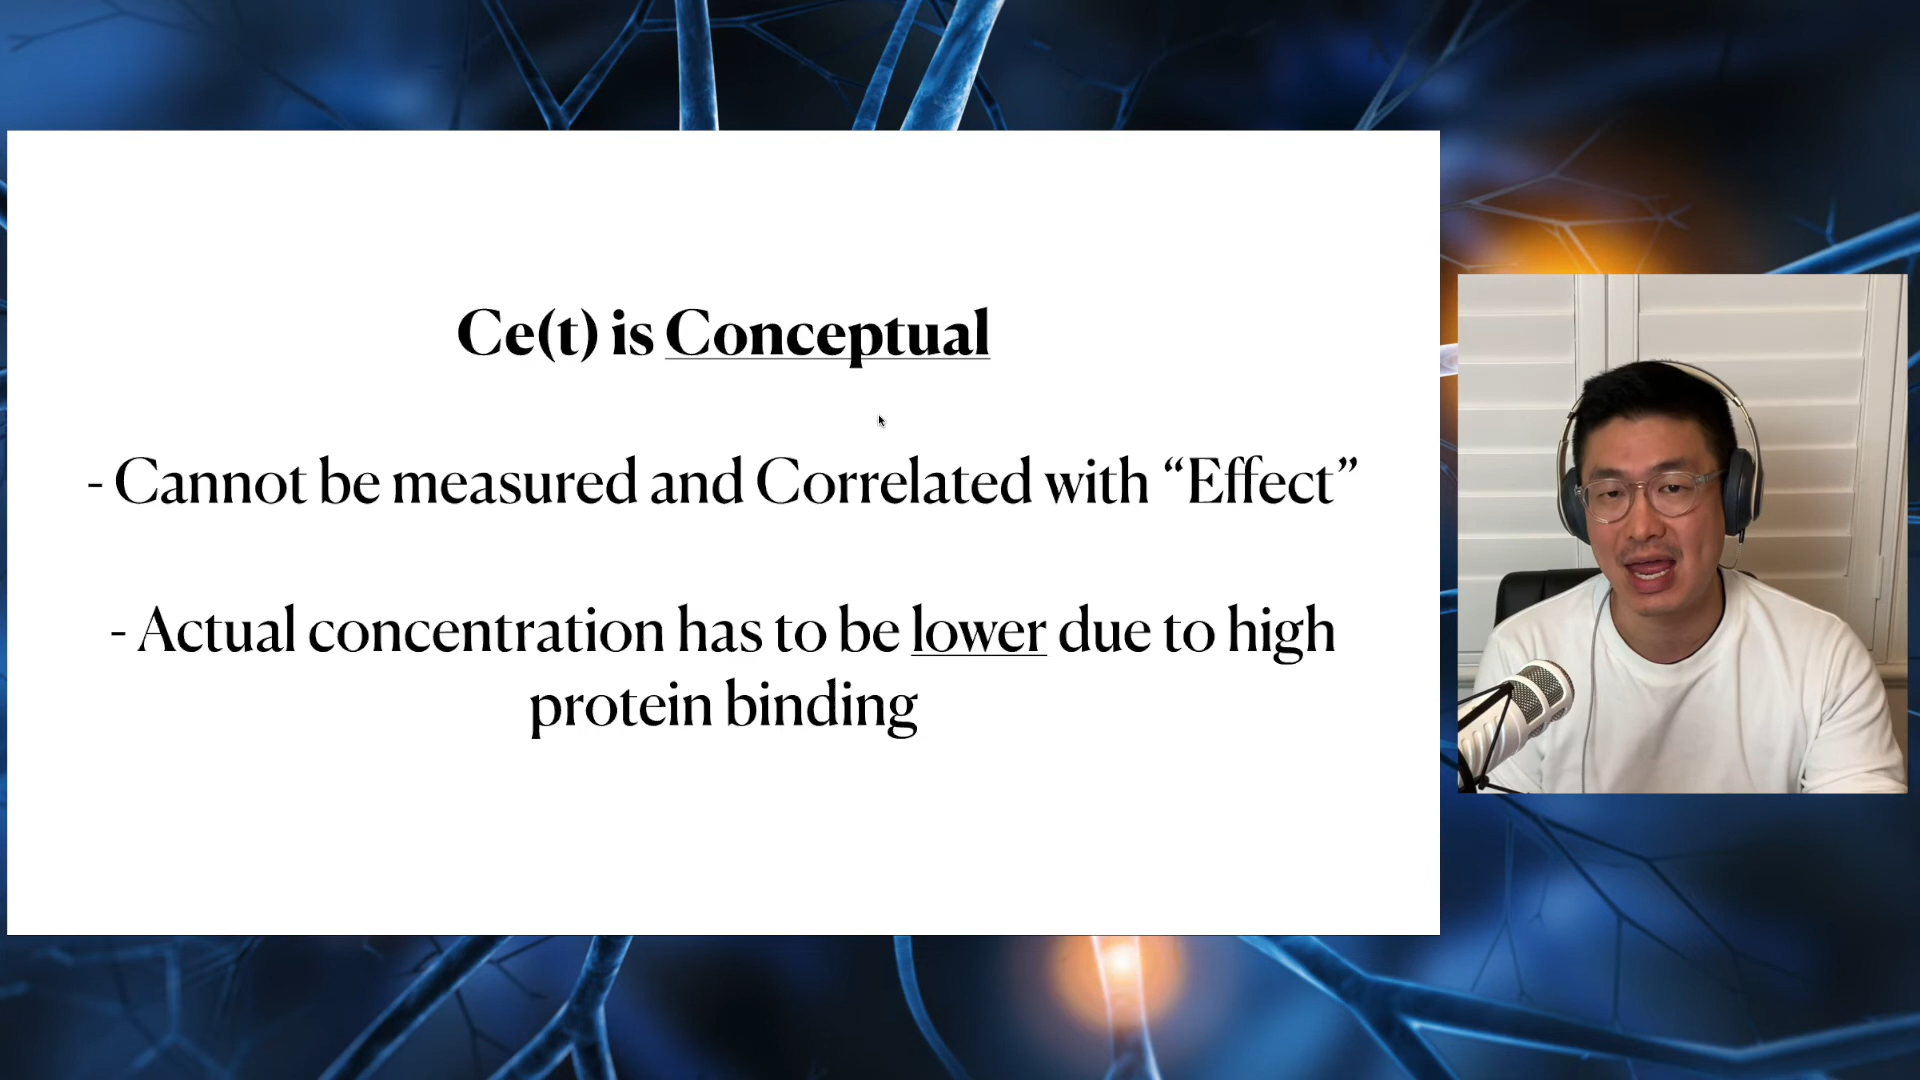 Ce(t) is Conceptual
- Cannot be measured and Correlated with “Effect”
- Actual concentration has to be lower due to high
protein binding